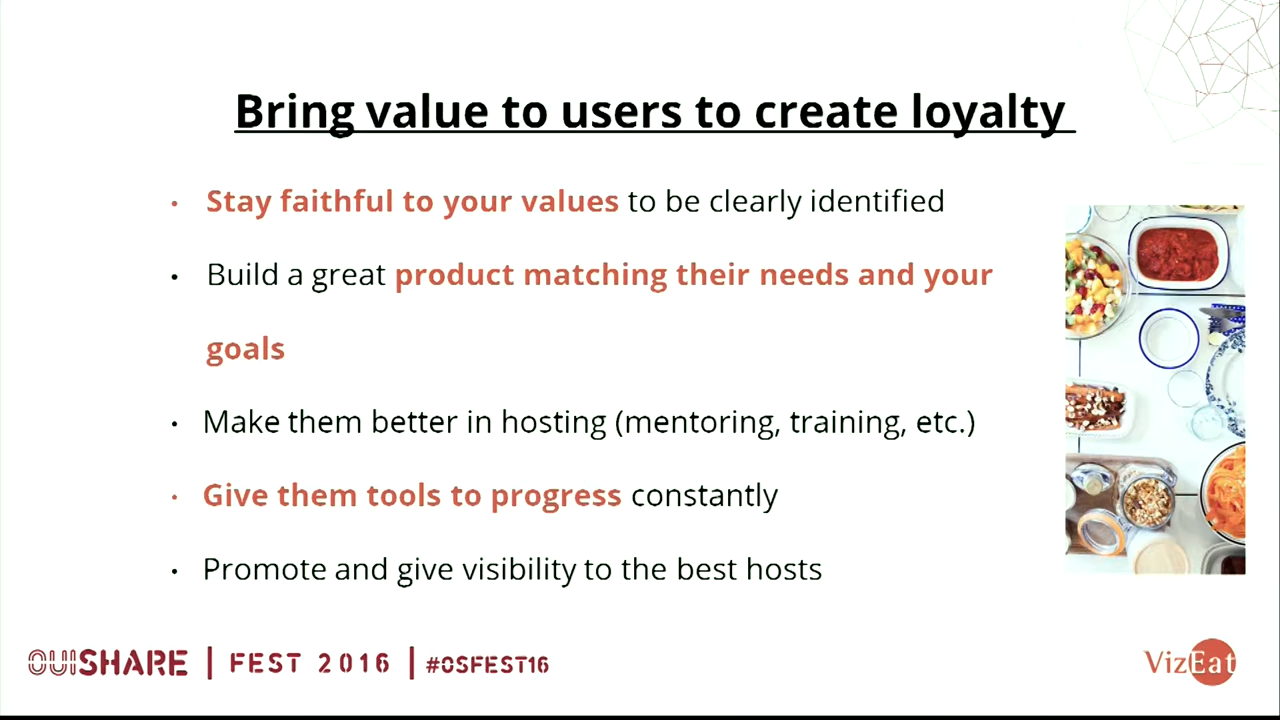 Bring value to users to create loyalty
• Stay faithful to your values to be clearly identified
• Build a great product matching their needs and your
goals
• Make them better in hosting (mentoring, training, etc.)
• Give them tools to progress constantly
• Promote and give visibility to the best hosts
OUISHARE | FEST 2016 | #OSFEST16
VizEat